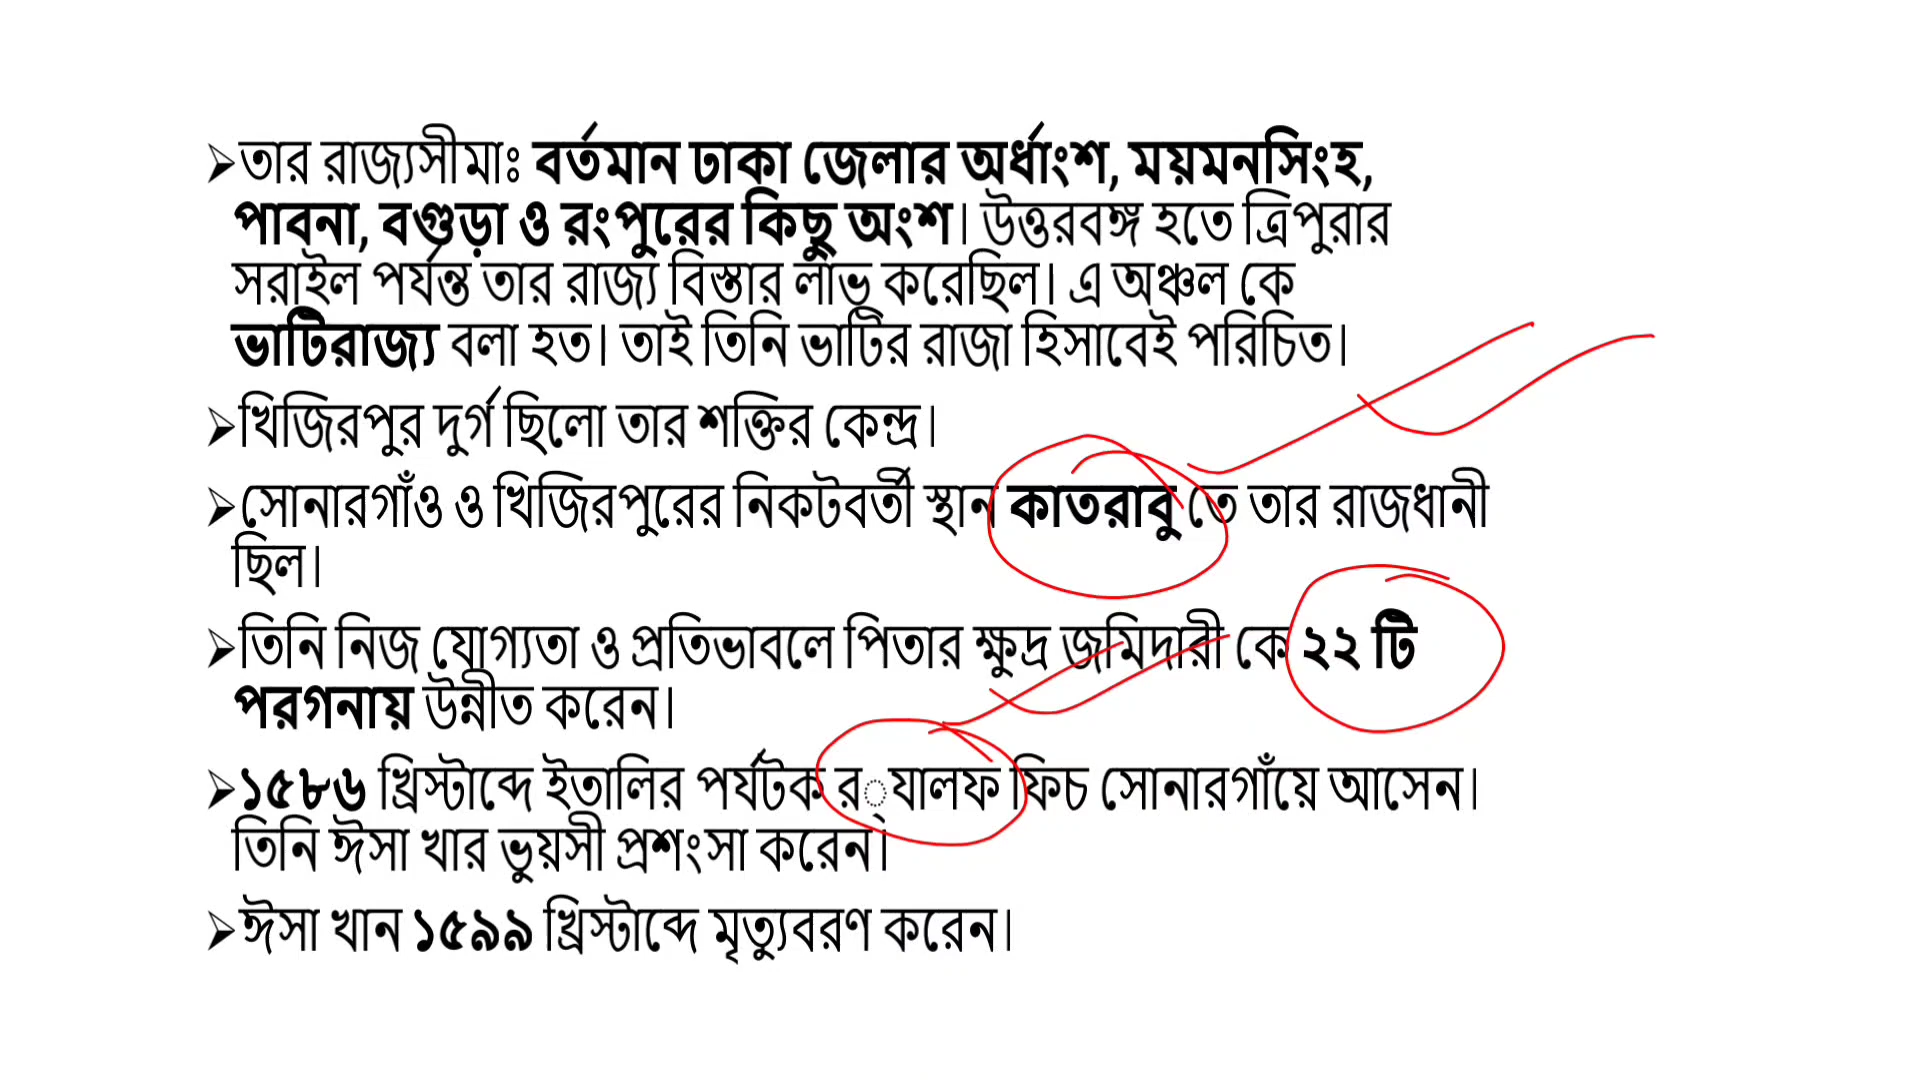 ➢তার রাজ্যসীমাঃ বর্তমান ঢাকা জেলার অর্ধাংশ, ময়মনসিংহ,
পাবনা, বগুড়া ও রংপুরের কিছু অংশ। উত্তরবঙ্গ হতে ত্রিপুরার
সরাইল পর্যন্ত তার রাজ্য বিস্তার লাভ করেছিল। এ অঞ্চল কে
ভাটিরাজ্য বলা হত। তাই তিনি ভাটির রাজা হিসাবেই পরিচিত।
➢খিজিরপুর দুর্গ ছিলো তার শক্তির কেন্দ্র।
➢সোনারগাঁও ও খিজিরপুরের নিকটবর্তী স্থান কাতরাবু তে তার রাজধানী
ছিল।
➢তিনি নিজ যোগ্যতা ও প্রতিভাবলে পিতার ক্ষুদ্র জমিদারী কে ২২ টি
পরগনায় উন্নীত করেন।
➢১৫৮৬ খ্রিস্টাব্দে ইতালির পর্যটক র‍্যালফ ফিচ সোনারগাঁয়ে আসেন।
তিনি ঈসা খার ভুয়সী প্রশংসা করেন।
➢ঈসা খান ১৫৯৯ খ্রিস্টাব্দে মৃত্যুবরণ করেন।